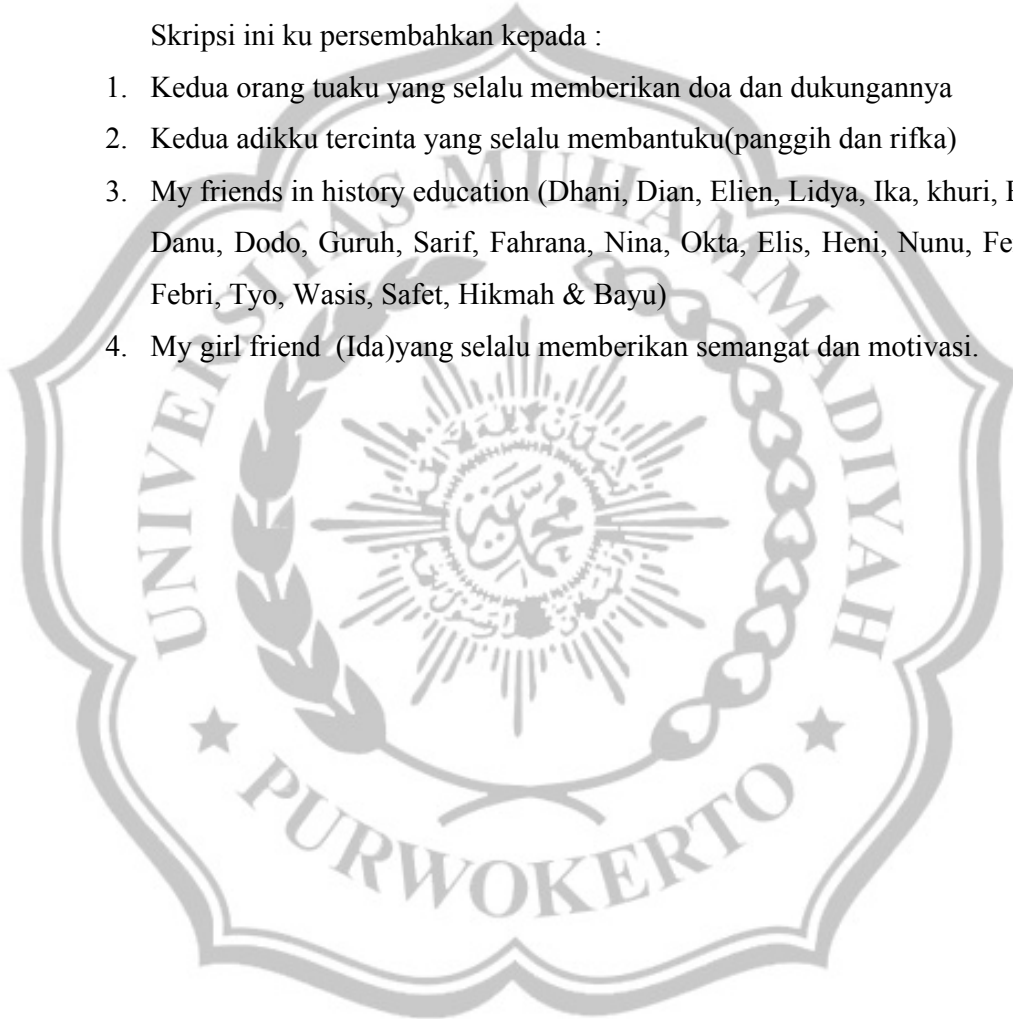 Skripsi ini ku persembahkan kepada :
1. Kedua orang tuaku yang selalu memberikan doa dan dukungannya
2. Kedua adikku tercinta yang selalu membantuku(panggih dan rifka)
3. My friends in history education (Dhani, Dian, Elien, Lidya, Ika, khuri,
Danu, Dodo, Guruh, Sarif, Fahrana, Nina, Okta, Elis, Heni, Nunu,
Febri, Tyo, Wasis, Safet, Hikmah & Bayu)
4. My girl friend (Ida)yang selalu memberikan semangat dan motivasi.
UNIVERSITAS MUHAMMADIYAH
PURWOKERTO